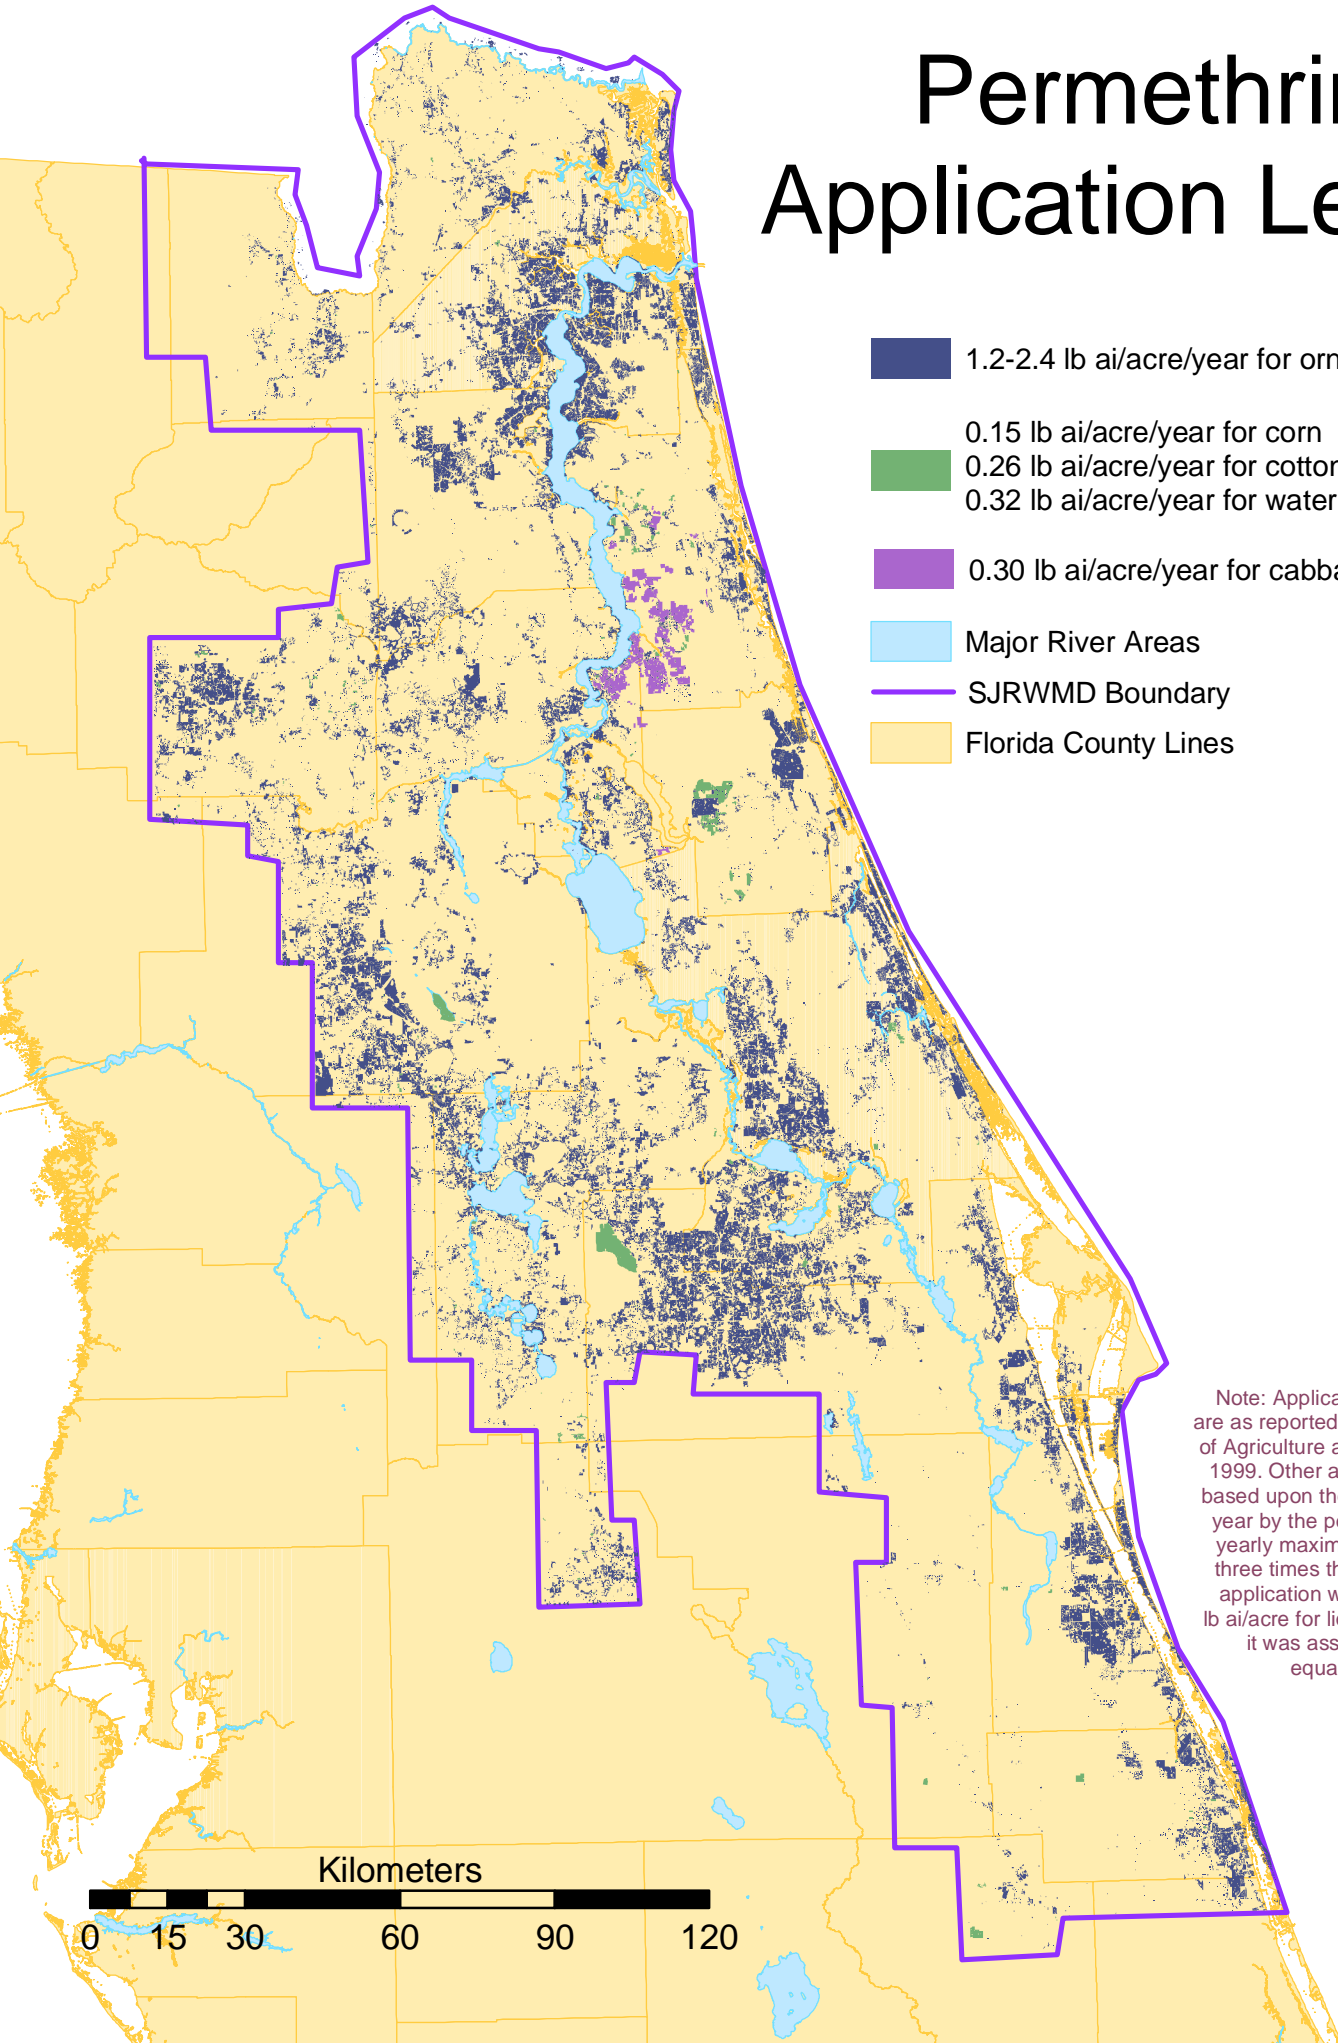 Permethrin
Application Le
1.2-2.4 lb ai/acre/year for orn
0.15 lb ai/acre/year for corn
0.26 lb ai/acre/year for cotton
0.32 lb ai/acre/year for water
0.30 lb ai/acre/year for cabba
Major River Areas
SJRWMD Boundary
Florida County Lines
Note: Applica
are as reported
of Agriculture a
1999. Other a
based upon the
year by the pe
yearly maxim
three times th
application w
lb ai/acre for li
it was ass
equa
Kilometers
0 15 30 60 90 120